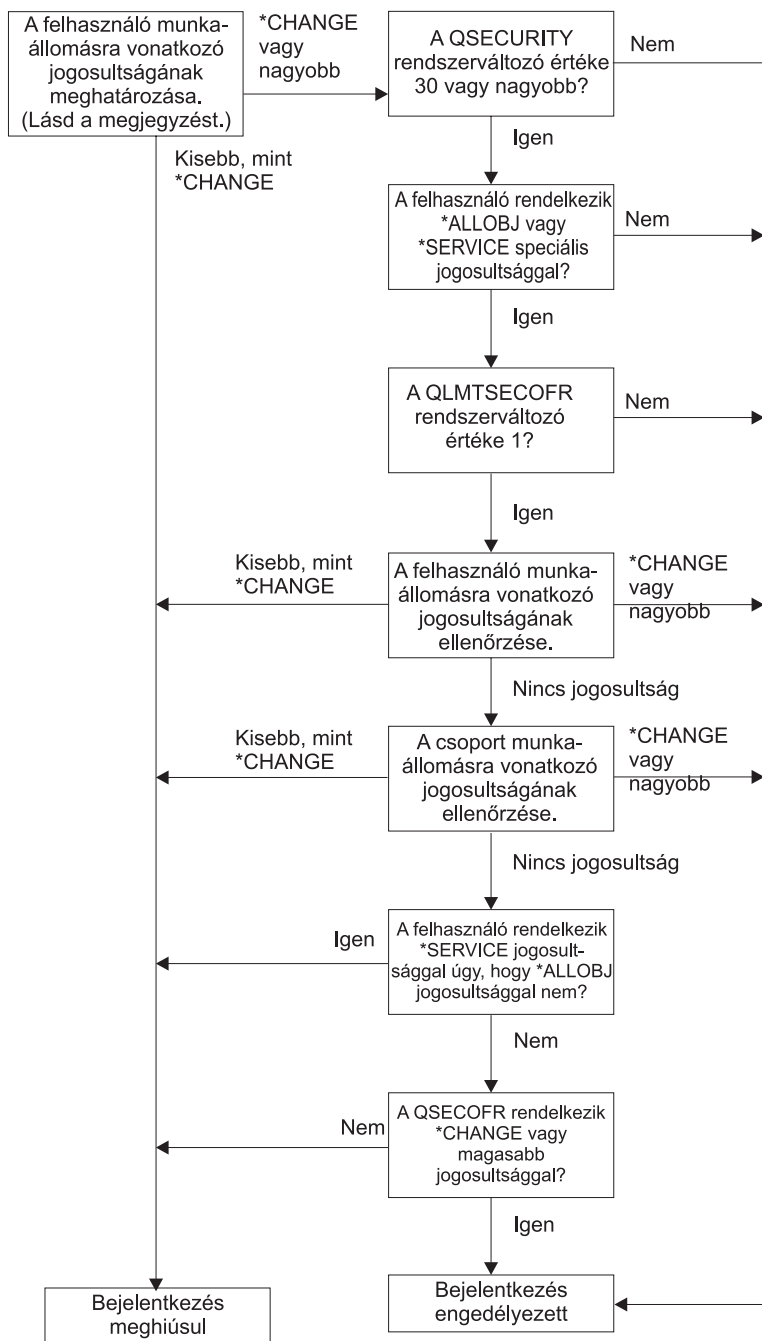 A felhasználó munka-
állomásra vonatkozó
jogosultságának
meghatározása.
(Lásd a megjegyzést.)
*CHANGE
vagy
nagyobb
A QSECURITY
rendszerváltozó értéke
30 vagy nagyobb?
Nem
Kisebb, mint
*CHANGE
Igen
A felhasználó rendelkezik
*ALLOBJ vagy
*SERVICE speciális
jogosultsággal?
Nem
Igen
A QLMTSECOFR
rendszerváltozó
értéke 1?
Nem
Igen
Kisebb, mint
*CHANGE
A felhasználó munka-
állomásra vonatkozó
jogosultságának
ellenőrzése.
*CHANGE
vagy
nagyobb
Nincs jogosultság
Kisebb, mint
*CHANGE
A csoport munka-
állomásra vonatkozó
jogosultságának
ellenőrzése.
*CHANGE
vagy
nagyobb
Nincs jogosultság
Igen
A felhasználó rendelkezik
*SERVICE jogosult-
sággal úgy, hogy *ALLOBJ
jogosultsággal nem?
Nem
Nem
A QSECOFR rendelkezik
*CHANGE vagy
magasabb
jogosultsággal?
Igen
Bejelentkezés
meghiúsul
Bejelentkezés
engedélyezett